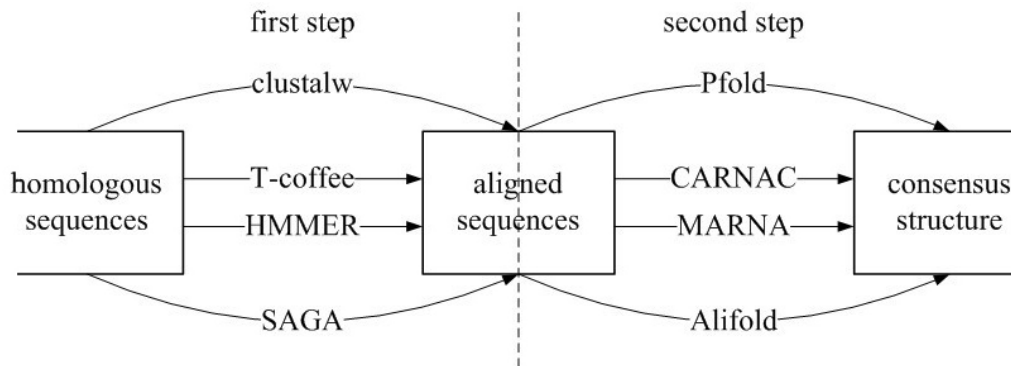 first step
second step
clustalw
Pfold
homologous
sequences
T-coffee
HMMER
aligned
sequences
CARNAC
MARNA
consensus
structure
SAGA
Alifold